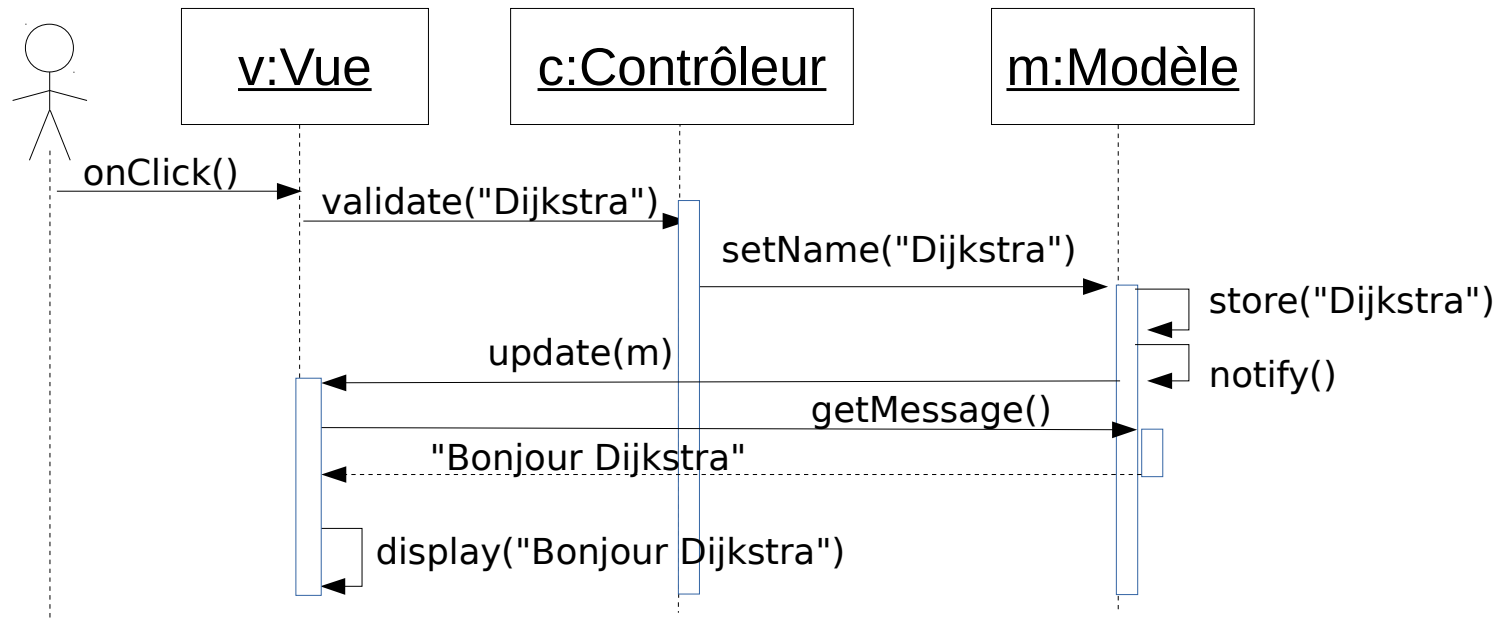 v:Vue
c:Contrôleur
m:Modèle
onClick()
validate("Dijkstra")
setName("Dijkstra")
store("Dijkstra")
update(m)
notify()
getMessage()
"Bonjour Dijkstra"
display("Bonjour Dijkstra")